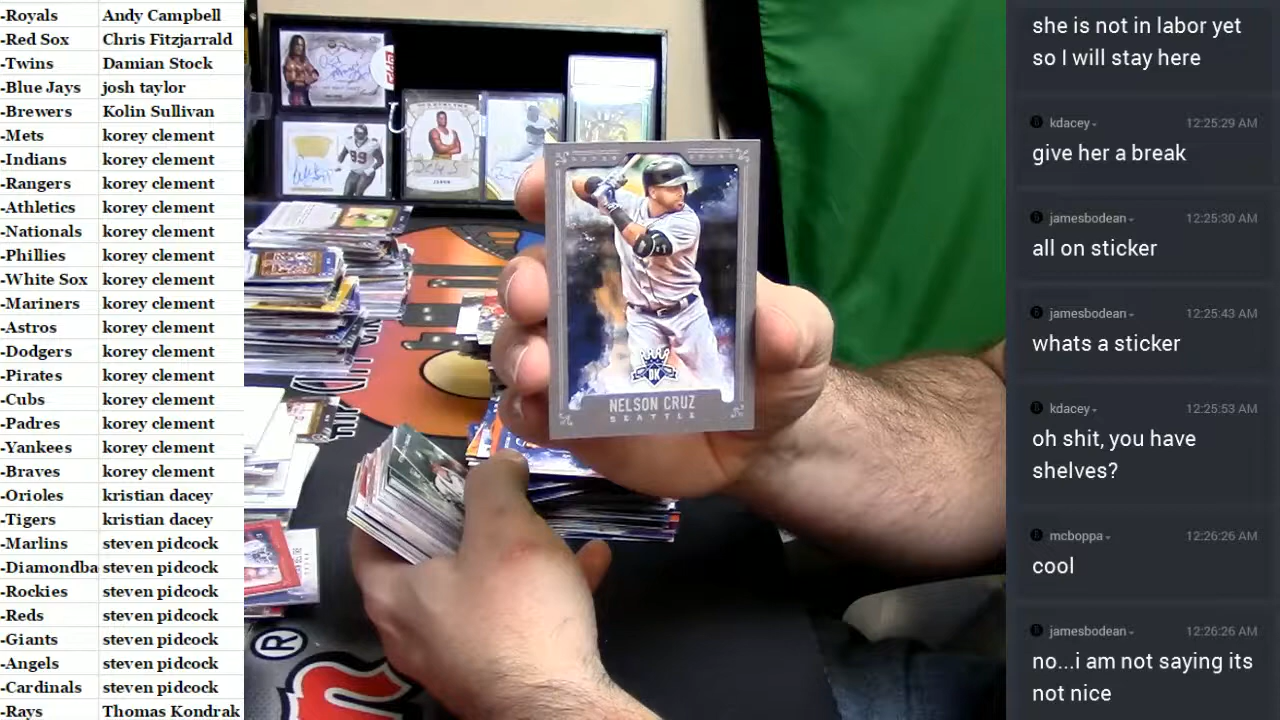 -Royals Andy Campbell
-Red Sox Chris Fitzjarrald
-Twins Damian Stock
-Blue Jays josh taylor
-Brewers Kolin Sullivan
-Mets korey clement
-Indians korey clement
-Rangers korey clement
-Athletics korey clement
-Nationals korey clement
-Phillies korey clement
-White Sox korey clement
-Mariners korey clement
-Astros korey clement
-Dodgers korey clement
-Pirates korey clement
-Cubs korey clement
-Padres korey clement
-Yankees korey clement
-Braves korey clement
-Orioles kristian dacey
-Tigers kristian dacey
-Marlins steven pidcock
-Diamondba steven pidcock
-Rockies steven pidcock
-Reds steven pidcock
-Giants steven pidcock
-Angels steven pidcock
-Cardinals steven pidcock
-Rays Thomas Kondrak
99
DK
NELSON CRUZ
SEATTLE
®
she is not in labor yet
so I will stay here
kdacey 12:25:29 AM
give her a break
jamesbodean 12:25:30 AM
all on sticker
jamesbodean 12:25:43 AM
whats a sticker
kdacey 12:25:53 AM
oh shit, you have
shelves?
mcboppa 12:26:26 AM
cool
jamesbodean 12:26:26 AM
no...i am not saying its
not nice